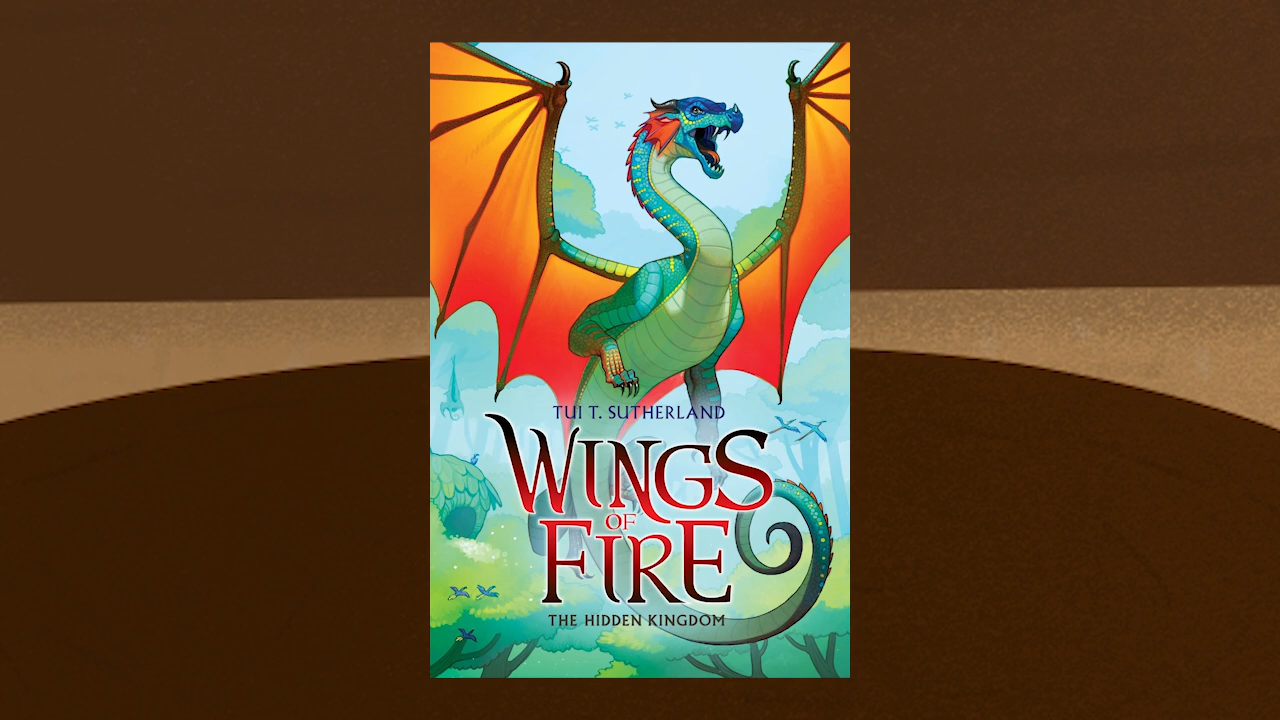 TUI T. SUTHERLAND
WINGS
OF
FIRE
THE HIDDEN KINGDOM